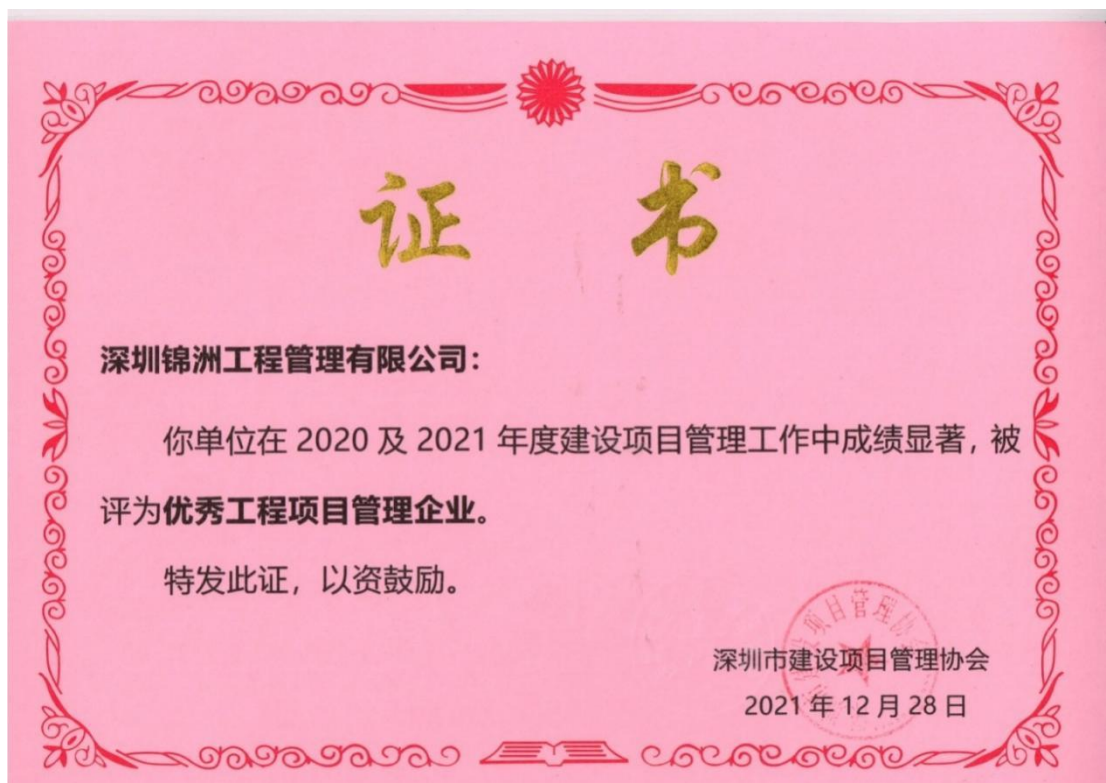 证 书
深圳锦洲工程管理有限公司：
你单位在 2020 及 2021 年度建设项目管理工作中成绩显著，被
评为优秀工程项目管理企业。
特发此证，以资鼓励。
深圳市建设项目管理协会
2021 年 12 月 28 日